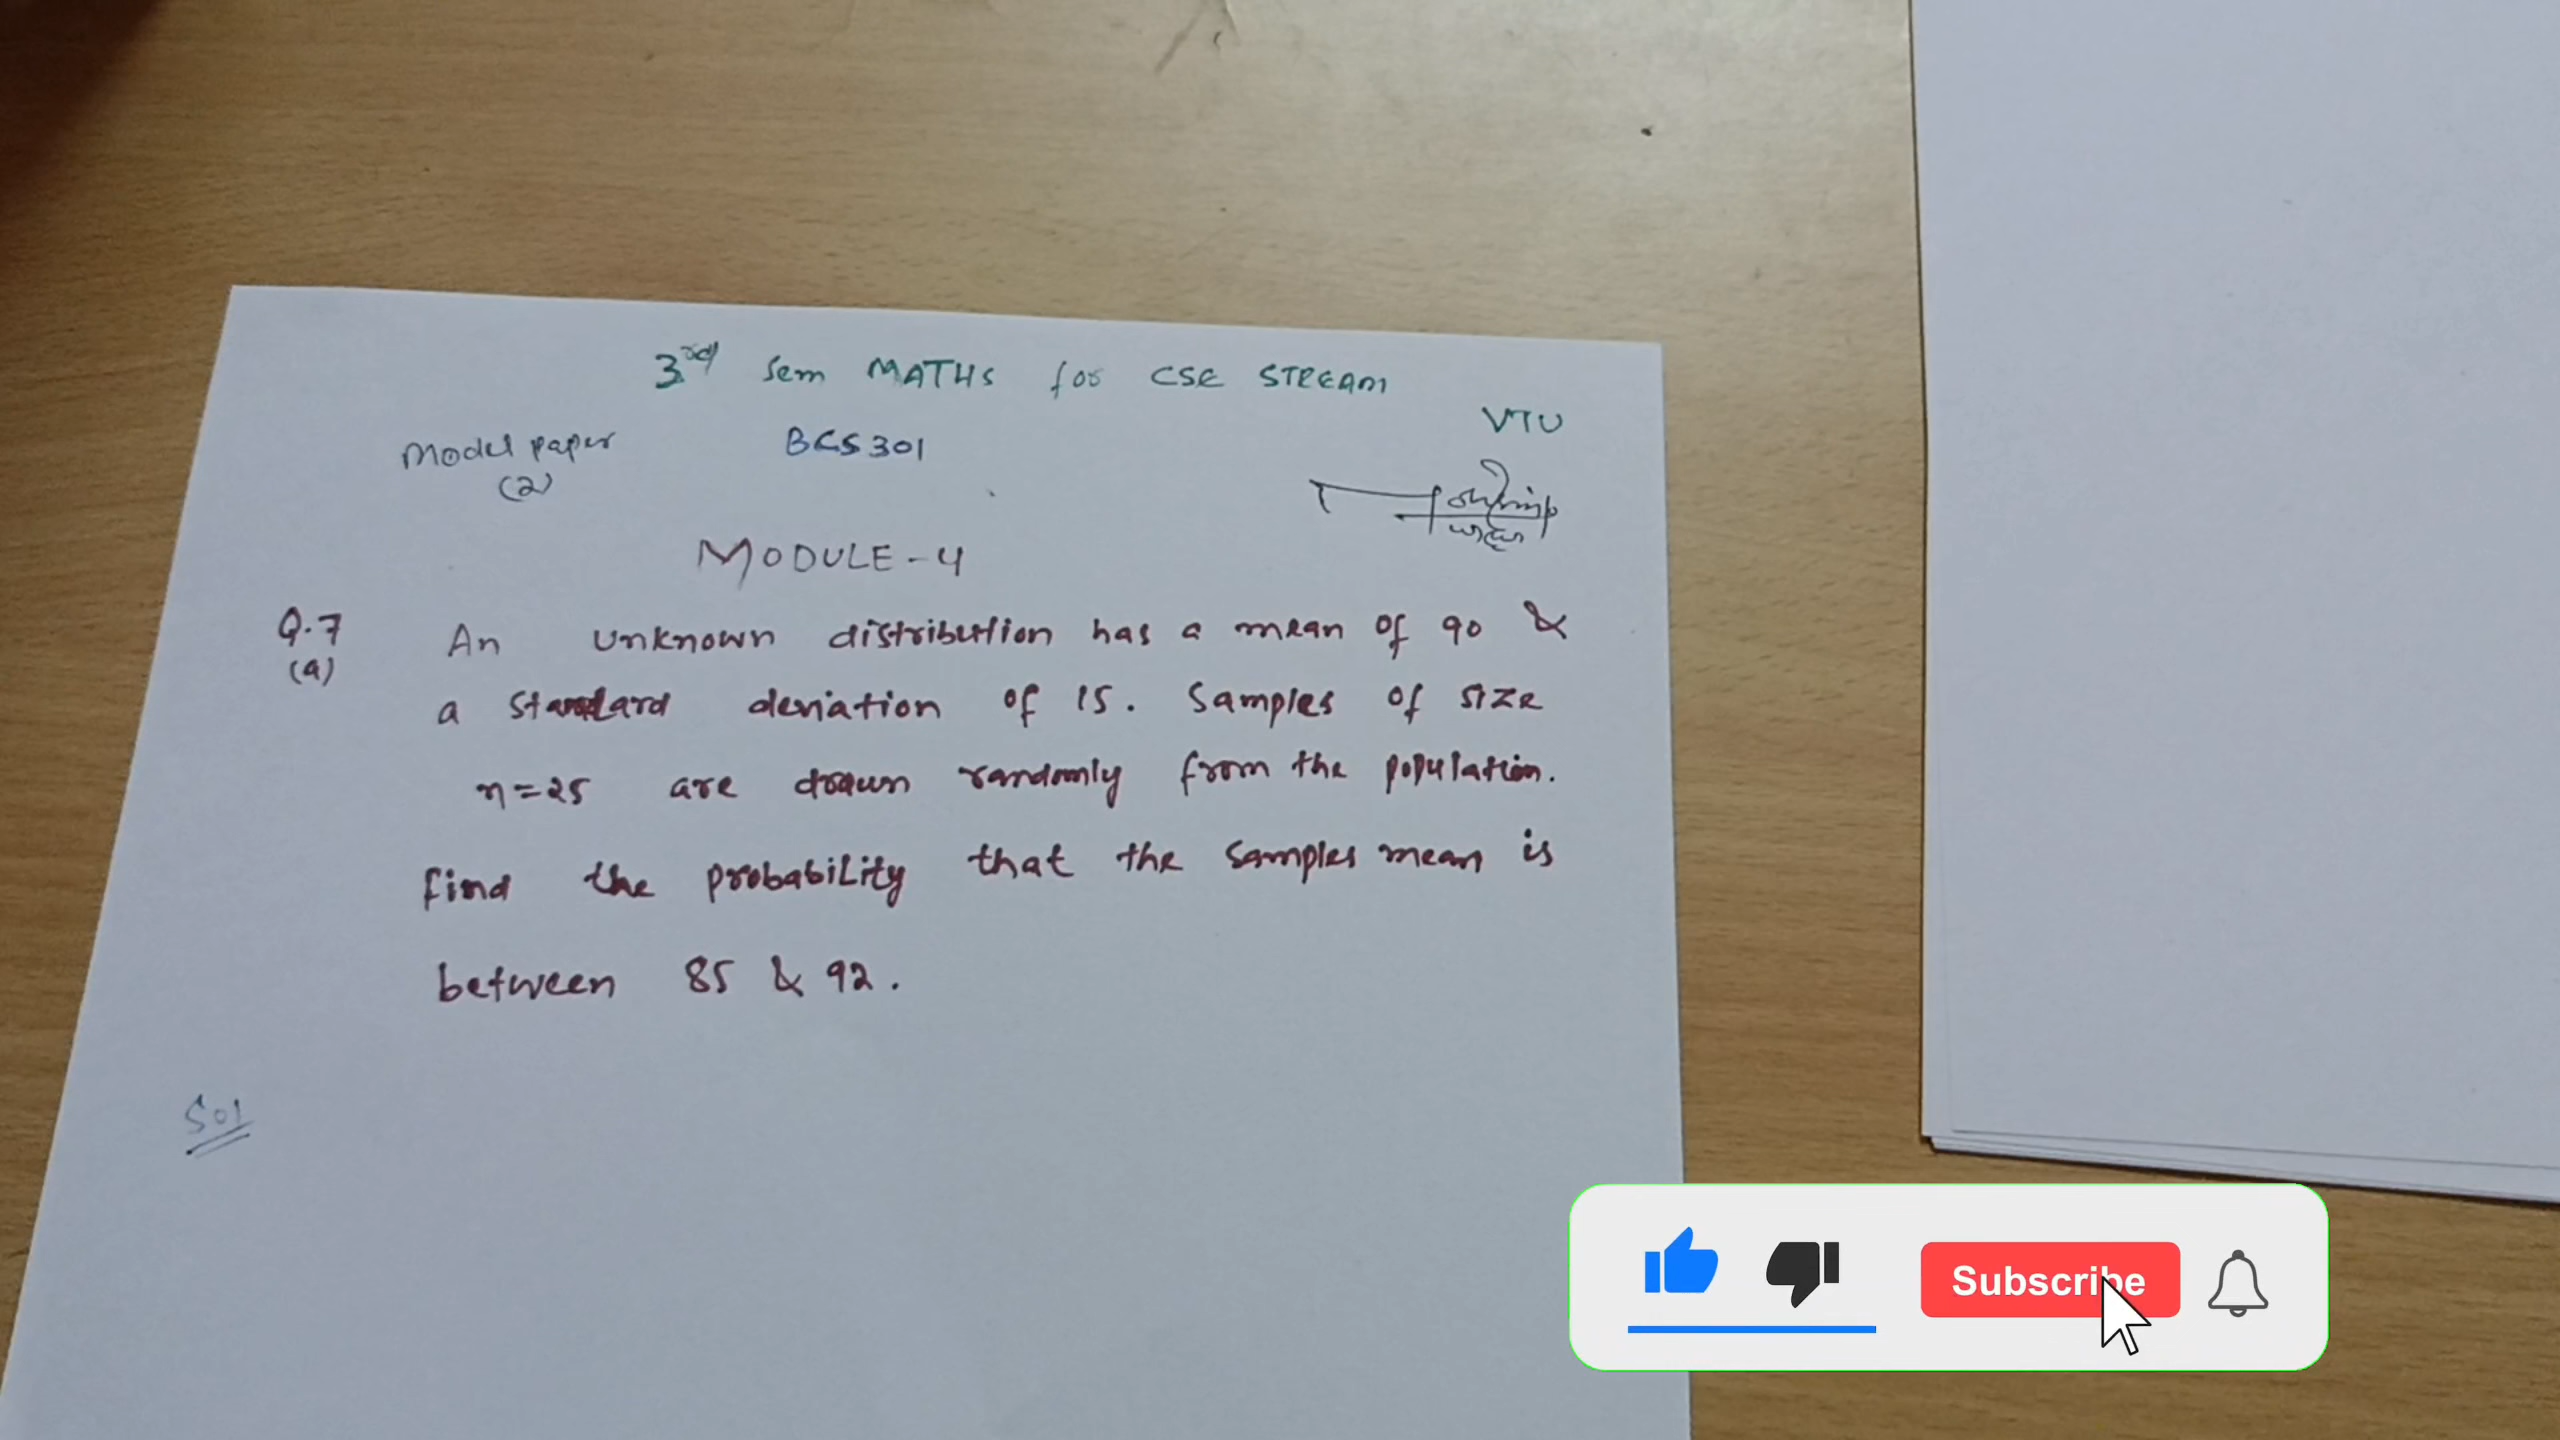 3rd Sem MATHS for CSE STREAM
VTU
Model paper
(2)
BCS301
MODULE-4
Q.7
(a)
An unknown distribution has a mean of 90 &
a standard deviation of 15. Samples of size
n=25 are drawn randomly from the population.
find the probability that the samples mean is
between 85 & 92.
Sol
Subscribe